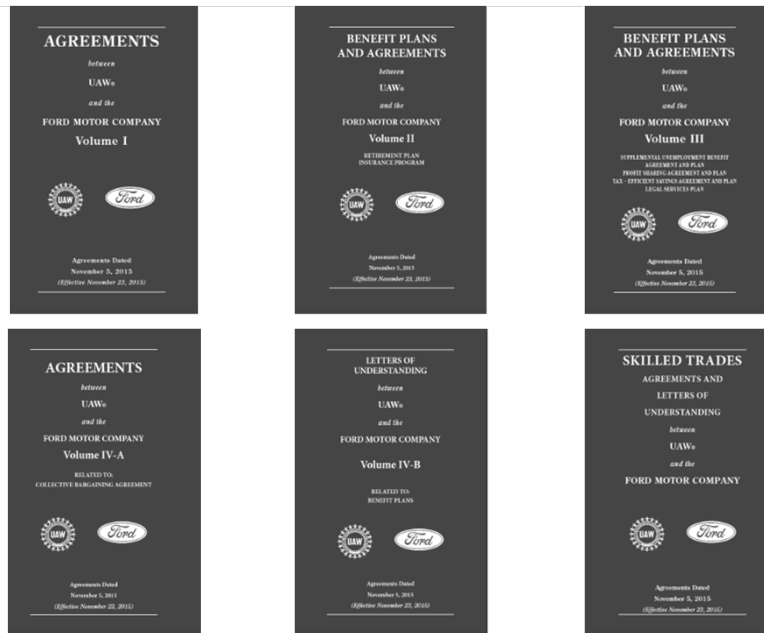 AGREEMENTS
between
UAW®
and the
FORD MOTOR COMPANY
Volume I
UAW
Ford
Agreements Dated
November 5, 2015
(Effective November 23, 2015)
BENEFIT PLANS
AND AGREEMENTS
between
UAW®
and the
FORD MOTOR COMPANY
Volume II
RETIREMENT PLAN
INSURANCE PROGRAM
UAW
Ford
Agreements Dated
November 5, 2015
(Effective November 23, 2015)
BENEFIT PLANS
AND AGREEMENTS
between
UAW®
and the
FORD MOTOR COMPANY
Volume III
SUPPLEMENTAL UNEMPLOYMENT BENEFIT
AGREEMENT AND PLAN
PROFIT SHARING AGREEMENT AND PLAN
TAX - EFFICIENT SAVINGS AGREEMENT AND PLAN
LEGAL SERVICES PLAN
UAW
Ford
Agreements Dated
November 5, 2015
(Effective November 23, 2015)
AGREEMENTS
between
UAW®
and the
FORD MOTOR COMPANY
Volume IV-A
RELATED TO:
COLLECTIVE BARGAINING AGREEMENT
UAW
Ford
Agreements Dated
November 5, 2015
(Effective November 23, 2015)
LETTERS OF
UNDERSTANDING
between
UAW®
and the
FORD MOTOR COMPANY
Volume IV-B
RELATED TO:
BENEFIT PLANS
UAW
Ford
Agreements Dated
November 5, 2015
(Effective November 23, 2015)
SKILLED TRADES
AGREEMENTS AND
LETTERS OF
UNDERSTANDING
between
UAW®
and the
FORD MOTOR COMPANY
UAW
Ford
Agreements Dated
November 5, 2015
(Effective November 23, 2015)